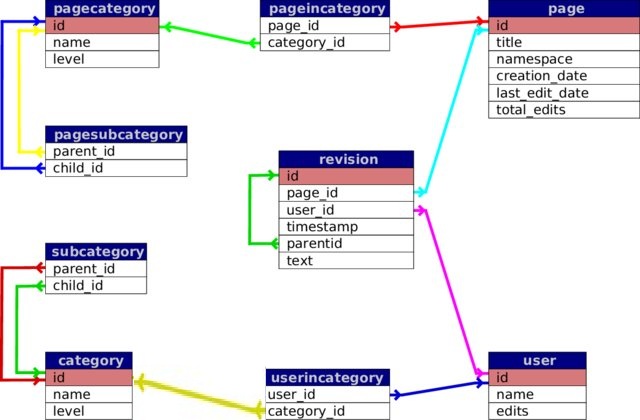 pagecategory
id
name
level
pageincategory
page_id
category_id
page
id
title
namespace
creation_date
last_edit_date
total_edits
pagesubcategory
parent_id
child_id
revision
id
page_id
user_id
timestamp
parentid
text
subcategory
parent_id
child_id
category
id
name
level
userincategory
user_id
category_id
user
id
name
edits